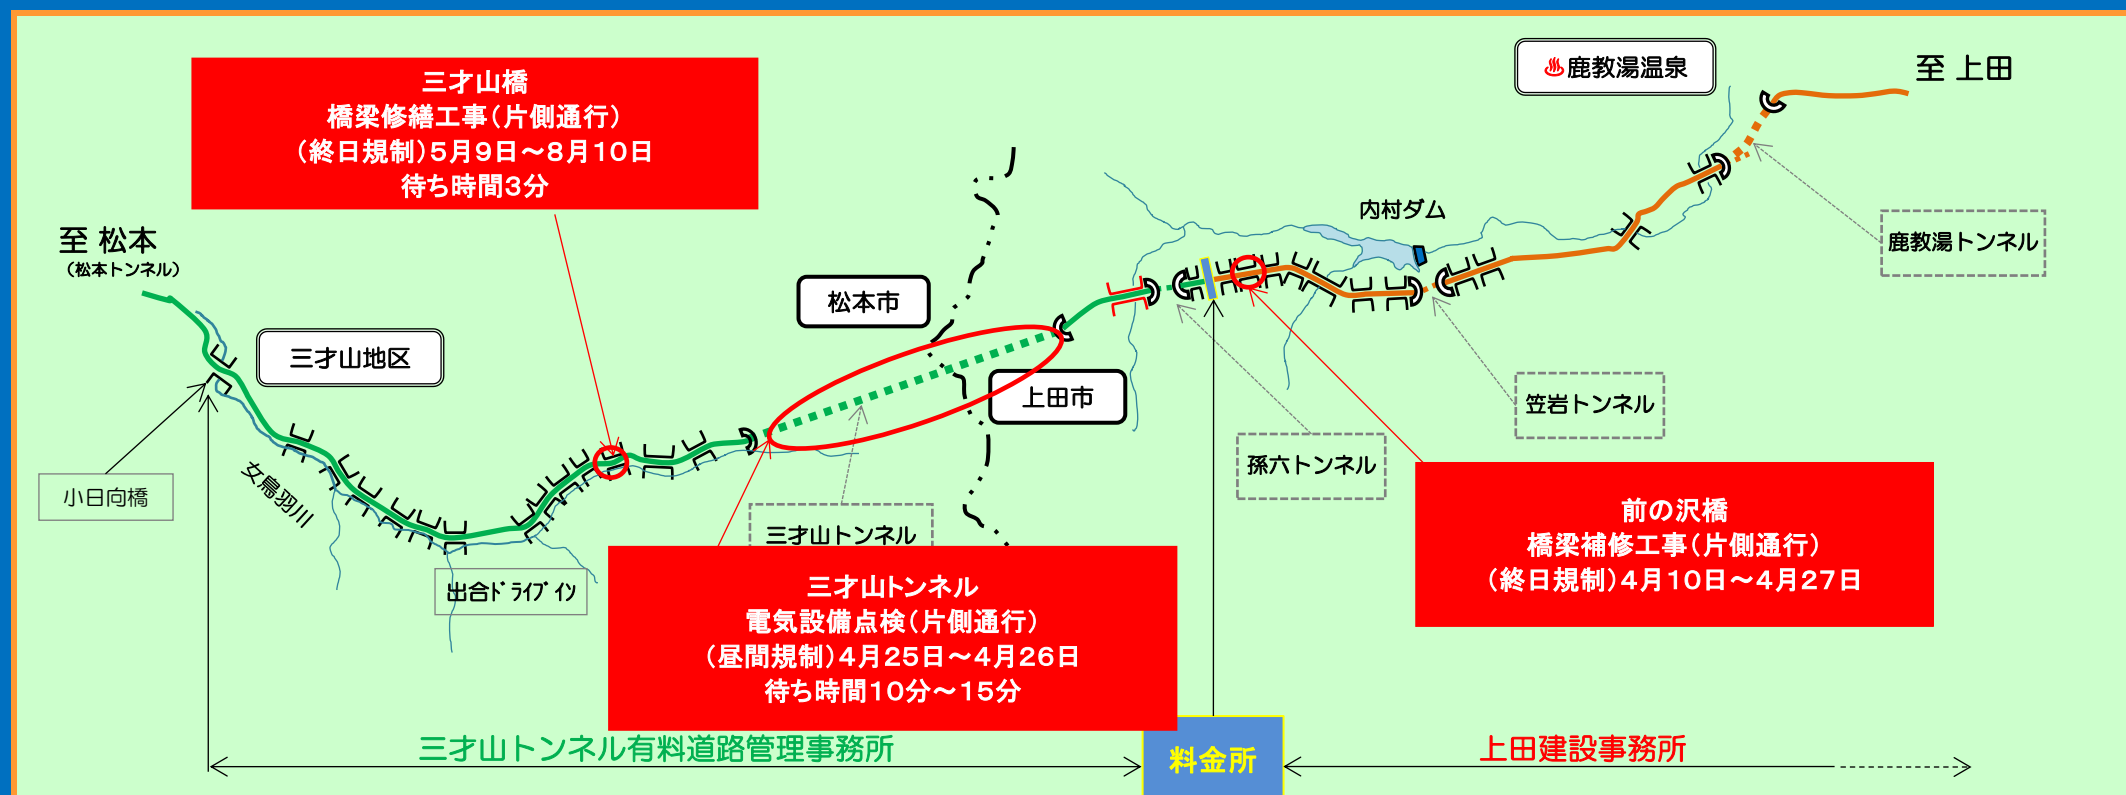 三才山橋
橋梁修繕工事（片側通行）
（終日規制）５月９日～８月１０日
待ち時間３分
♨鹿教湯温泉
至 上田
至 松本
（松本トンネル）
内村ダム
鹿教湯トンネル
松本市
三才山地区
上田市
笠岩トンネル
孫六トンネル
小日向橋
女鳥羽川
三才山トンネル
出合ﾄﾞﾗｲﾌﾞｲﾝ
前の沢橋
橋梁補修工事（片側通行）
（終日規制）４月１０日～４月２７日
三才山トンネル
電気設備点検（片側通行）
（昼間規制）４月２５日～４月２６日
待ち時間１０分～１５分
三才山トンネル有料道路管理事務所
料金所
上田建設事務所